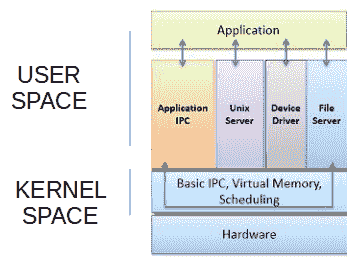 Application
USER
SPACE
Application
IPC
Unix
Server
Device
Driver
File
Server
KERNEL
SPACE
Basic IPC, Virtual Memory,
Scheduling
Hardware